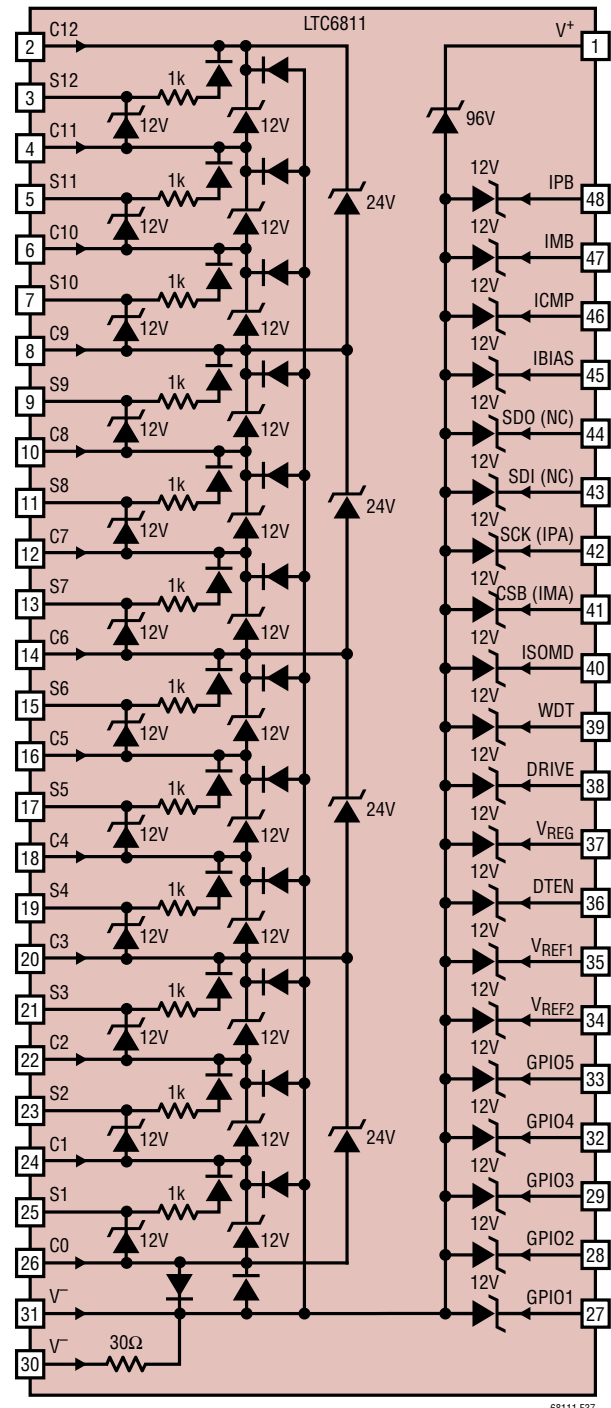 LTC6811
C12
2
S12
3
1k
12V
12V
C11
4
S11
5
1k
12V
12V
C10
6
S10
7
1k
12V
12V
C9
8
S9
9
1k
12V
12V
C8
10
S8
11
1k
12V
12V
C7
12
S7
13
1k
12V
12V
C6
14
S6
15
1k
12V
12V
C5
16
S5
17
1k
12V
12V
C4
18
S4
19
1k
12V
12V
C3
20
S3
21
1k
12V
12V
C2
22
S2
23
1k
12V
12V
C1
24
S1
25
1k
12V
12V
C0
26
V–
31
V–
30
30Ω
24V
24V
24V
24V
V+
1
96V
12V
IPB
48
12V
IMB
47
12V
ICMP
46
12V
IBIAS
45
12V
SDO (NC)
44
12V
SDI (NC)
43
12V
SCK (IPA)
42
12V
CSB (IMA)
41
12V
ISOMD
40
12V
WDT
39
12V
DRIVE
38
12V
VREG
37
12V
DTEN
36
12V
VREF1
35
12V
VREF2
34
12V
GPIO5
33
12V
GPIO4
32
12V
GPIO3
29
12V
GPIO2
28
12V
GPIO1
27